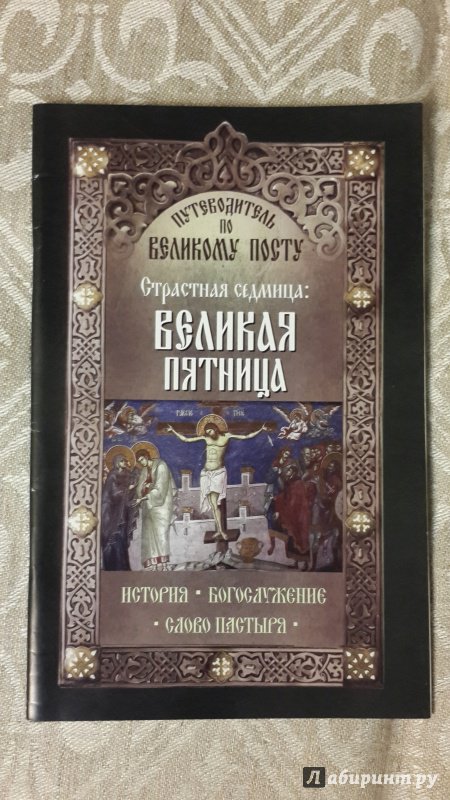 ПУТЕВОДИТЕЛЬ
ПО
ВЕЛИКОМУ ПОСТУ
Страстная седмица:
ВЕЛИКАЯ
ПЯТНИЦА
ИСТОРИЯ · БОГОСЛУЖЕНИЕ
· СЛОВО ПАСТЫРЯ ·
Лабиринт.ру